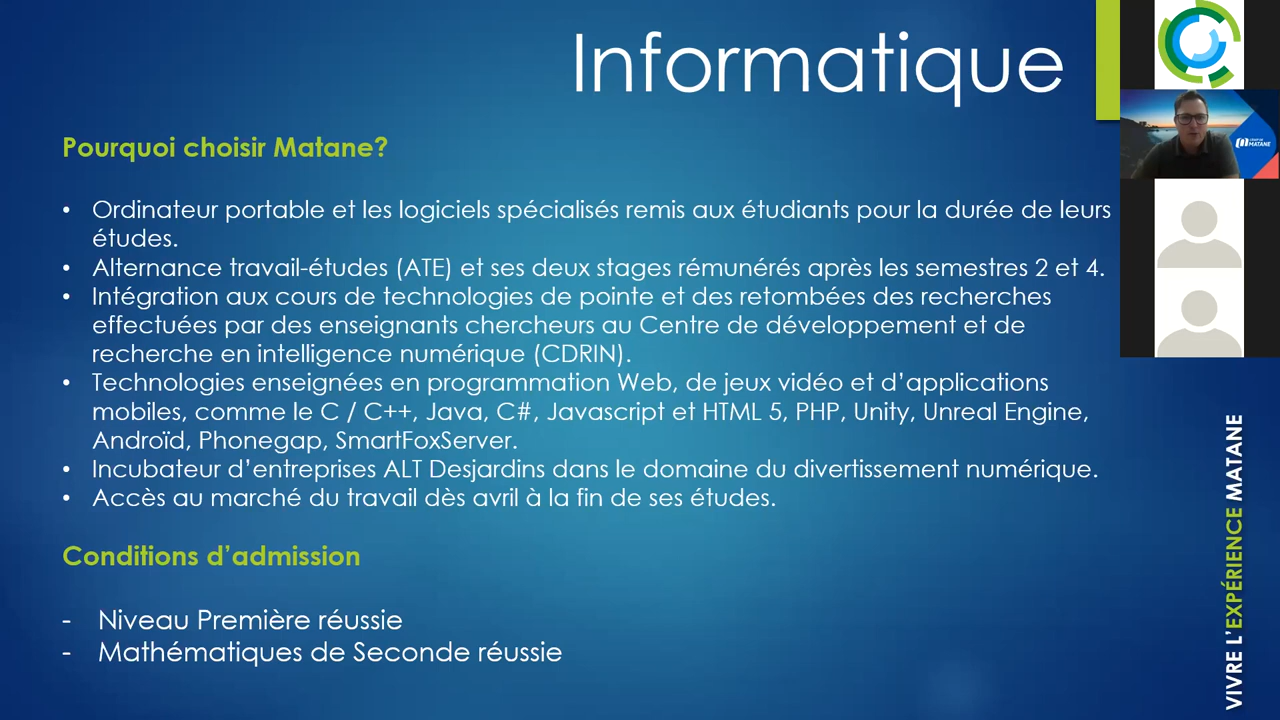 Informatique
Pourquoi choisir Matane?
• Ordinateur portable et les logiciels spécialisés remis aux étudiants pour la durée de leurs
études.
• Alternance travail-études (ATE) et ses deux stages rémunérés après les semestres 2 et 4.
• Intégration aux cours de technologies de pointe et des retombées des recherches
effectuées par des enseignants chercheurs au Centre de développement et de
recherche en intelligence numérique (CDRIN).
• Technologies enseignées en programmation Web, de jeux vidéo et d’applications
mobiles, comme le C / C++, Java, C#, Javascript et HTML 5, PHP, Unity, Unreal Engine,
Androïd, Phonegap, SmartFoxServer.
• Incubateur d’entreprises ALT Desjardins dans le domaine du divertissement numérique.
• Accès au marché du travail dès avril à la fin de ses études.
Conditions d’admission
- Niveau Première réussie
- Mathématiques de Seconde réussie
MATANE
VIVRE L’EXPÉRIENCE MATANE